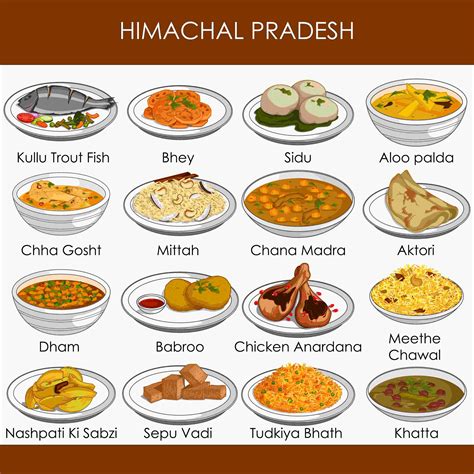 HIMACHAL PRADESH
Kullu Trout Fish
Bhey
Sidu
Aloo palda
Chha Gosht
Mittah
Chana Madra
Aktori
Dham
Babroo
Chicken Anardana
Meethe
Chawal
Nashpati Ki Sabzi
Sepu Vadi
Tudkiya Bhath
Khatta